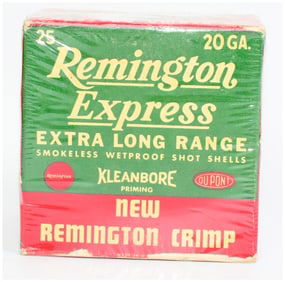 25 20 GA.
Remington
Express
EXTRA LONG RANGE
SMOKELESS WETPROOF SHOT SHELLS
Remington KLEANBORE DU PONT
PRIMING
NEW
REMINGTON CRIMP